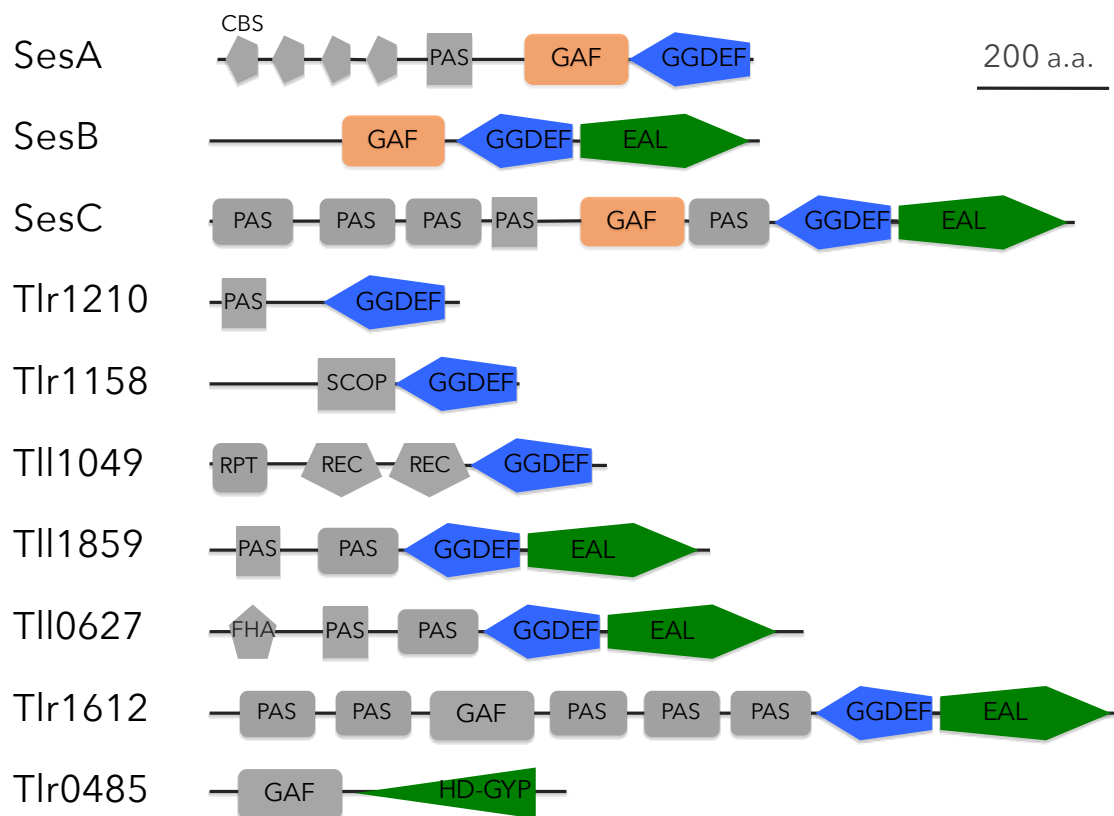 CBS
SesA PAS GAF GGDEF 200 a.a.
SesB GAF GGDEF EAL
SesC PAS PAS PAS PAS GAF PAS GGDEF EAL
Tlr1210 PAS GGDEF
Tlr1158 SCOP GGDEF
Tll1049 RPT REC REC GGDEF
Tll1859 PAS PAS GGDEF EAL
Tll0627 FHA PAS PAS GGDEF EAL
Tlr1612 PAS PAS GAF PAS PAS PAS GGDEF EAL
Tlr0485 GAF HD-GYP